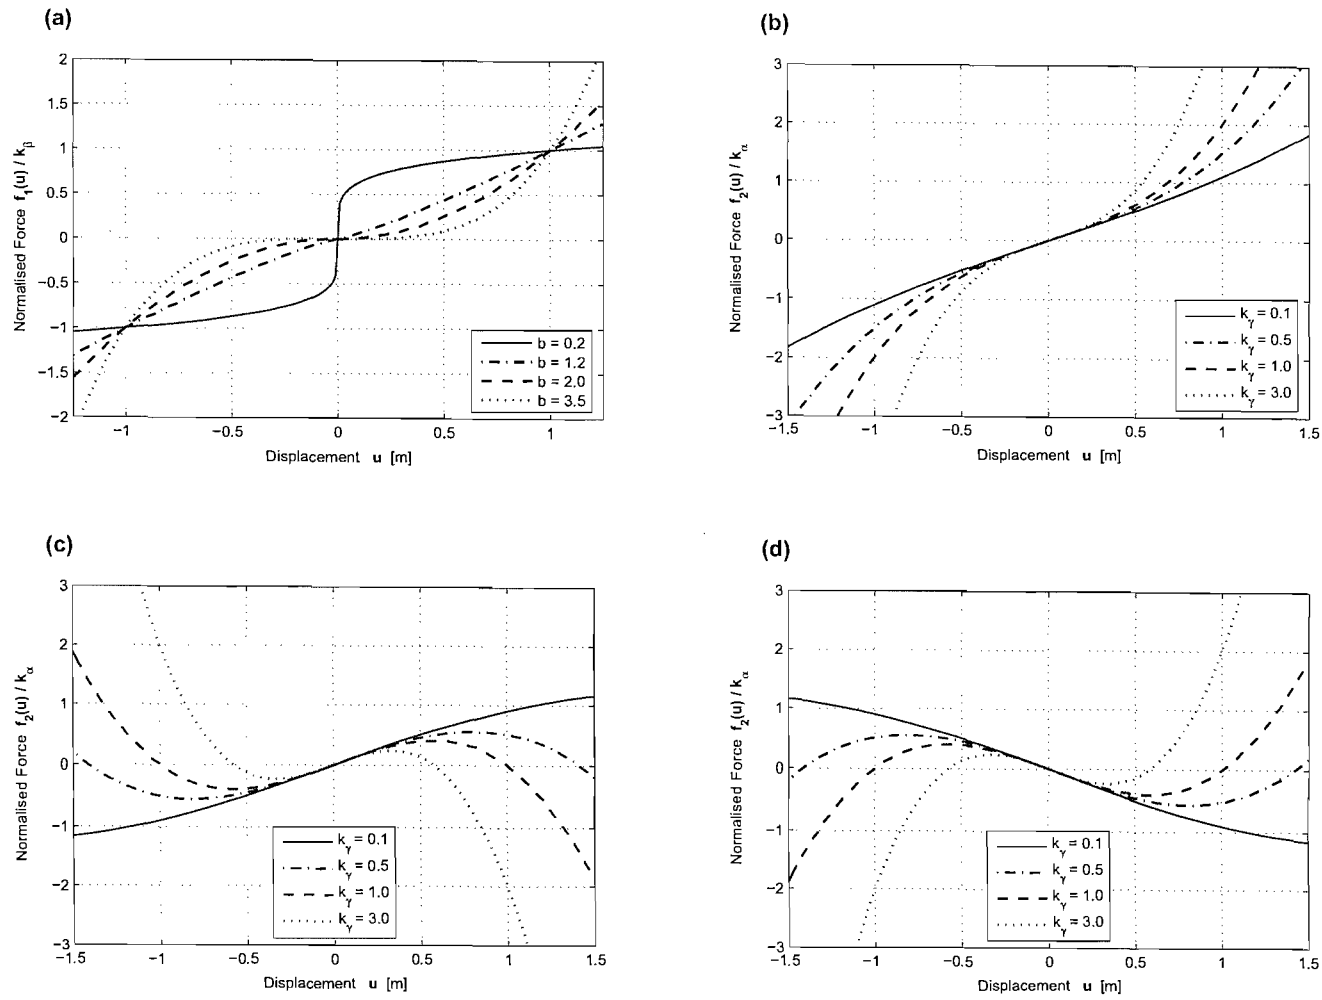 (a)
Normalised Force f₁(u) / kᵦ
2
1.5
1
0.5
0
−0.5
−1
−1.5
−2
−1
−0.5
0
0.5
1
Displacement u [m]
b = 0.2
b = 1.2
b = 2.0
b = 3.5
(b)
Normalised Force f₂(u) / k_α
3
2
1
0
−1
−2
−3
−1.5
−1
−0.5
0
0.5
1
1.5
Displacement u [m]
kᵧ = 0.1
kᵧ = 0.5
kᵧ = 1.0
kᵧ = 3.0
(c)
Normalised Force f₂(u) / k_α
3
2
1
0
−1
−2
−3
−1.5
−1
−0.5
0
0.5
1
1.5
Displacement u [m]
kᵧ = 0.1
kᵧ = 0.5
kᵧ = 1.0
kᵧ = 3.0
(d)
Normalised Force f₂(u) / k_α
3
2
1
0
−1
−2
−3
−1.5
−1
−0.5
0
0.5
1
1.5
Displacement u [m]
kᵧ = 0.1
kᵧ = 0.5
kᵧ = 1.0
kᵧ = 3.0